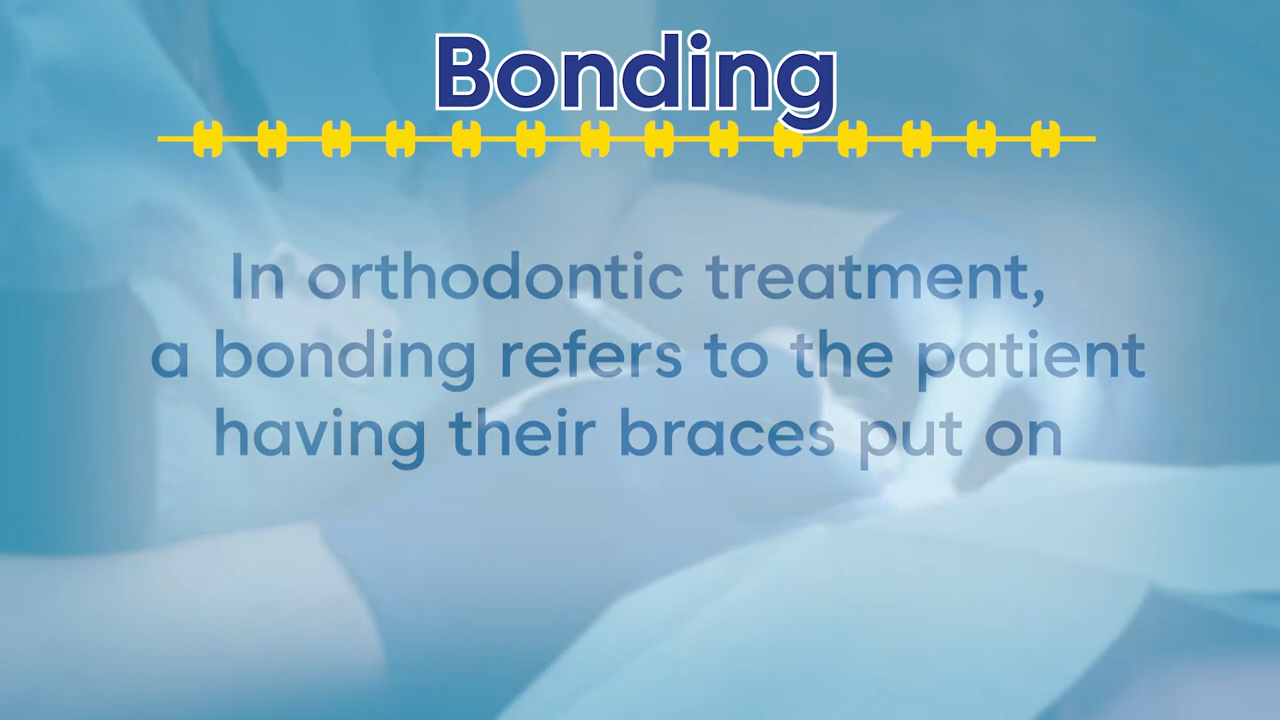 Bonding
In orthodontic treatment,
a bonding refers to the patient
having their braces put on